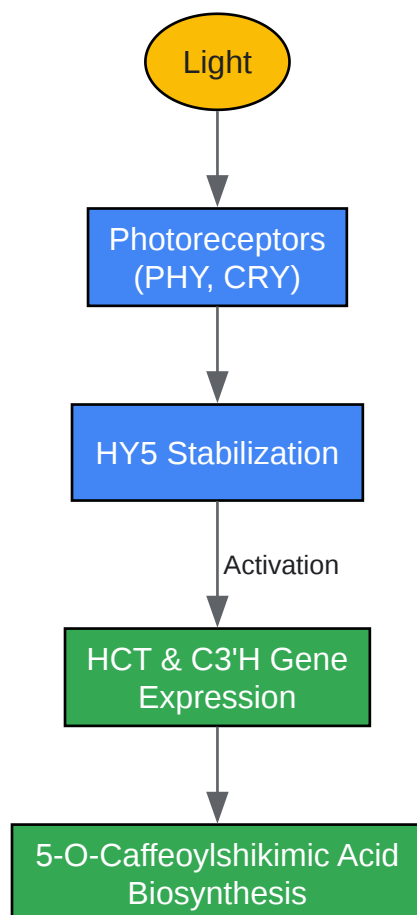 Light
Photoreceptors
(PHY, CRY)
HY5 Stabilization
Activation
HCT & C3'H Gene
Expression
5-O-Caffeoylshikimic Acid
Biosynthesis